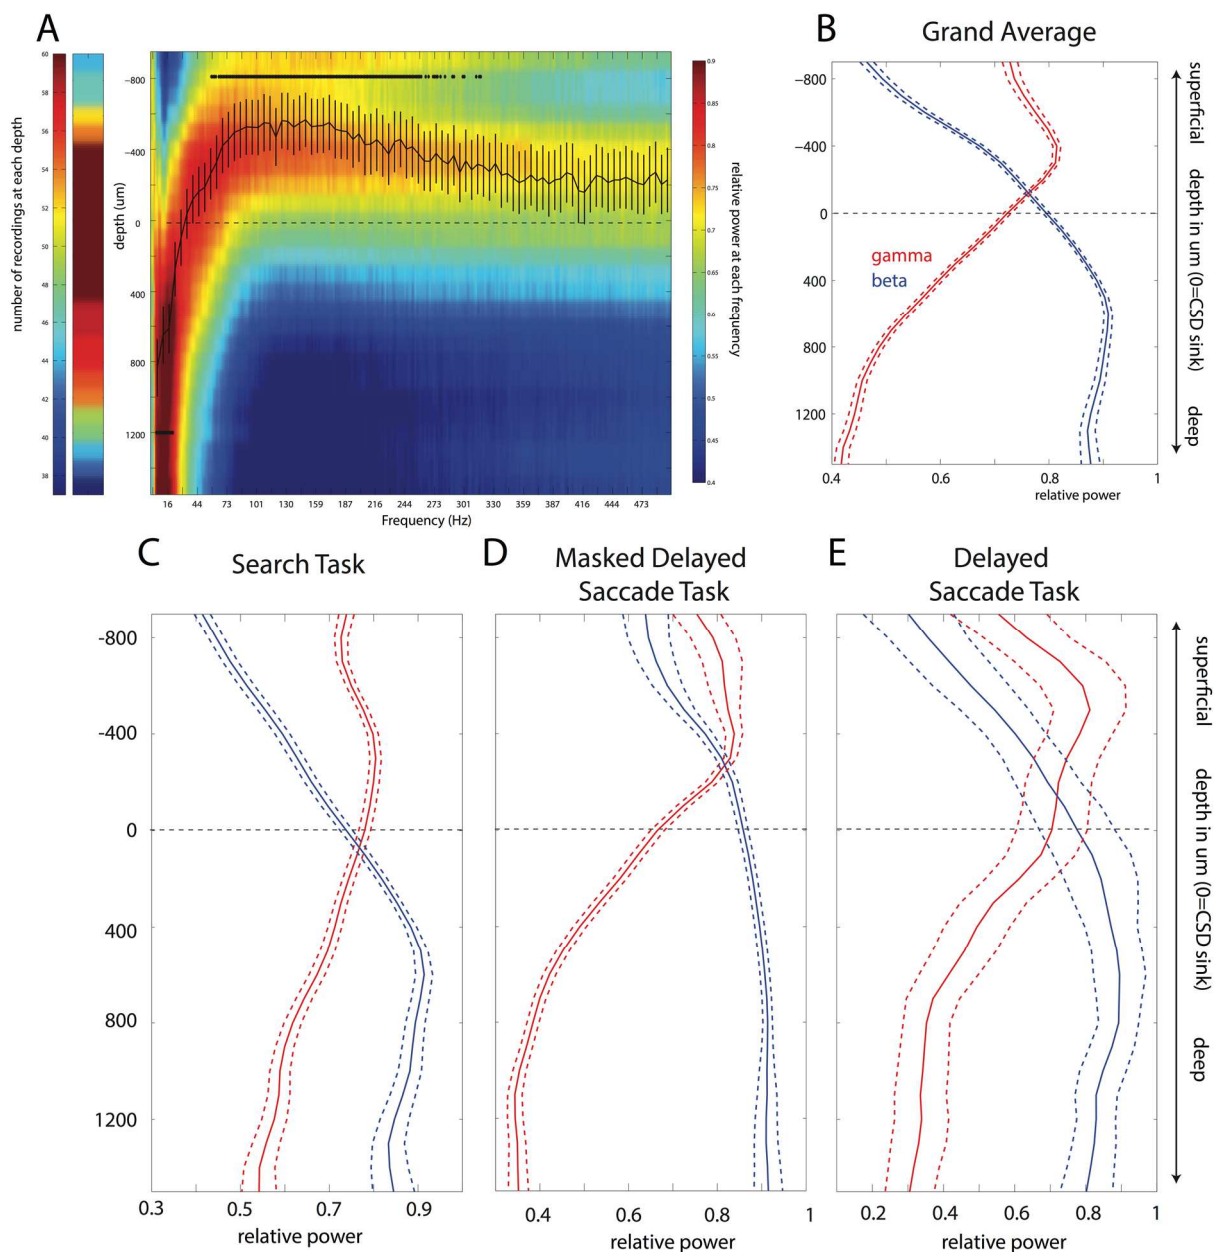 A
number of recordings at each depth
60
58
56
54
52
50
48
46
44
42
40
38
depth (um)
-800
-400
0
400
800
1200
16 44 73 101 130 159 187 216 244 273 301 330 359 387 416 444 473
Frequency (Hz)
0.9
0.85
0.8
0.75
0.7
0.65
0.6
0.55
0.5
0.45
0.4
relative power at each frequency
B
Grand Average
-800
-400
0
400
800
1200
gamma
beta
0.4 0.6 0.8 1
relative power
superficial depth in um (0=CSD sink) deep
C
Search Task
-800
-400
0
400
800
1200
0.3 0.5 0.7 0.9
relative power
D
Masked Delayed
Saccade Task
0.4 0.6 0.8 1
relative power
E
Delayed
Saccade Task
0.2 0.4 0.6 0.8 1
relative power
superficial depth in um (0=CSD sink) deep